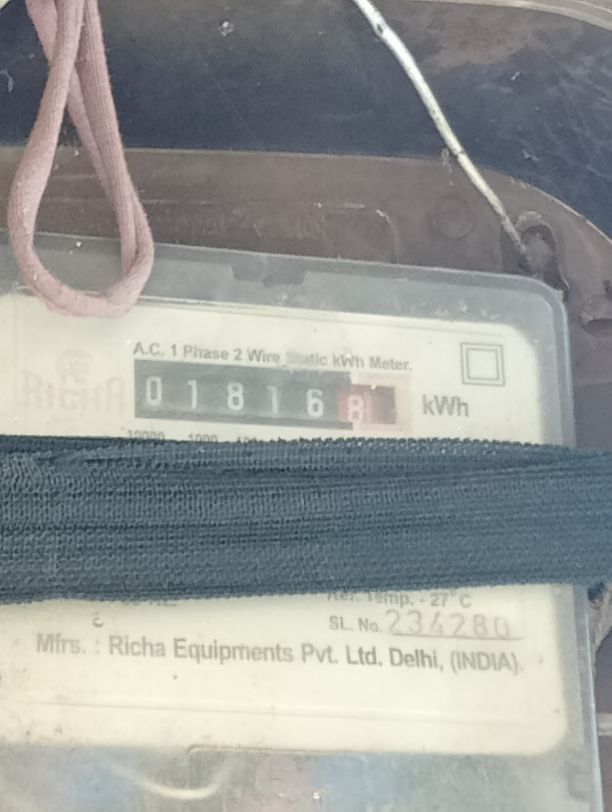 A.C. 1 Phase 2 Wire Static kWh Meter.
RICHA
0 1 8 1 6 8 kWh
Ref. Temp. - 27°C
SL. No. 234280
Mfrs. : Richa Equipments Pvt. Ltd. Delhi, (INDIA).